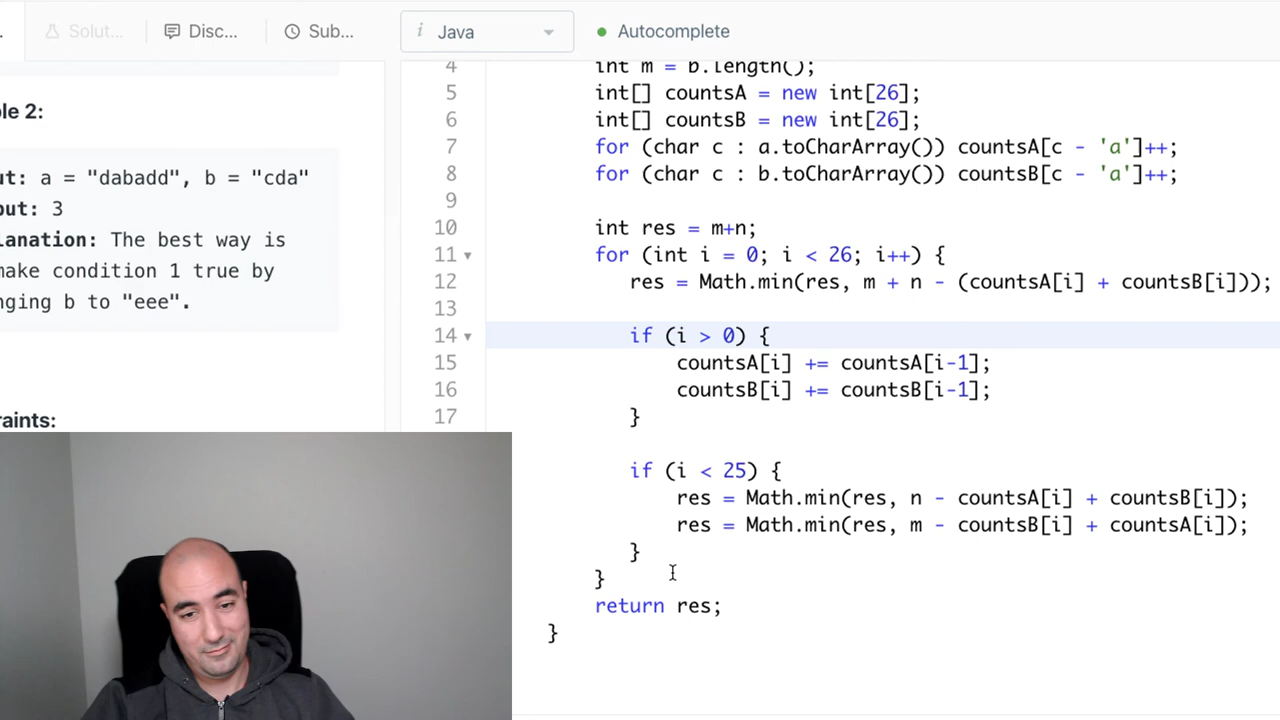 Solut...
Disc...
Sub...
i Java
Autocomplete
ple 2:
ut: a = "dabadd", b = "cda"
put: 3
lanation: The best way is
make condition 1 true by
nging b to "eee".
raints:
4 int m = b.length();
5 int[] countsA = new int[26];
6 int[] countsB = new int[26];
7 for (char c : a.toCharArray()) countsA[c - 'a']++;
8 for (char c : b.toCharArray()) countsB[c - 'a']++;
9
10 int res = m+n;
11 for (int i = 0; i < 26; i++) {
12 res = Math.min(res, m + n - (countsA[i] + countsB[i]));
13
14 if (i > 0) {
15 countsA[i] += countsA[i-1];
16 countsB[i] += countsB[i-1];
17 }
if (i < 25) {
res = Math.min(res, n - countsA[i] + countsB[i]);
res = Math.min(res, m - countsB[i] + countsA[i]);
}
}
return res;
}